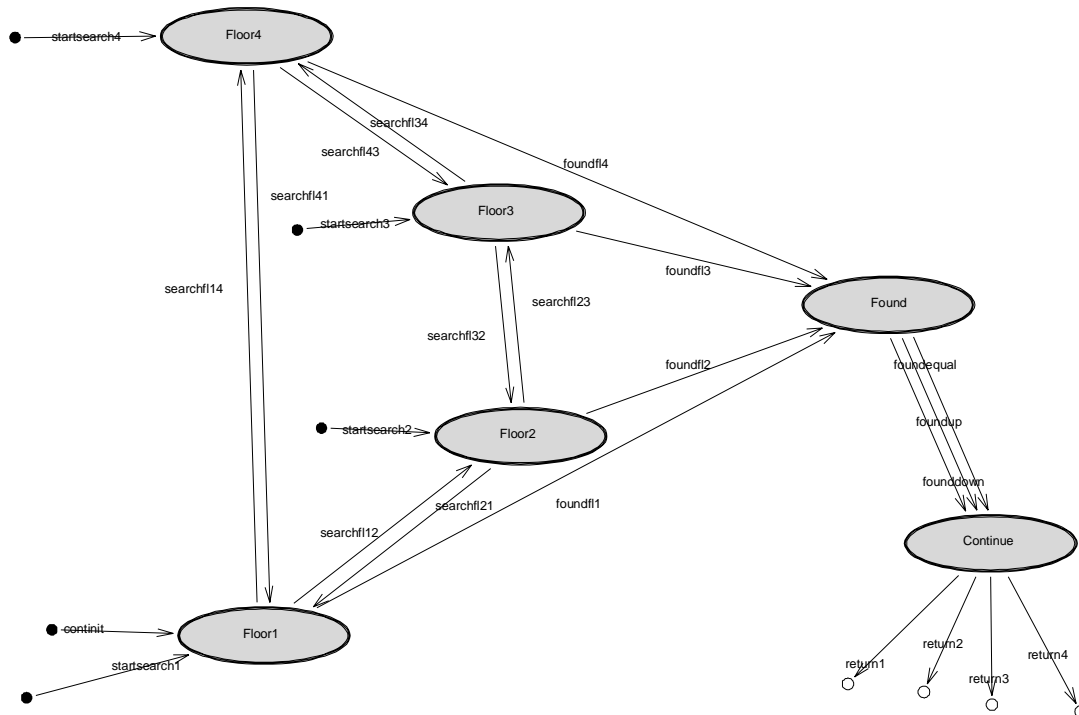 Floor4
startsearch4
searchfl34
searchfl43
foundfl4
searchfl41
Floor3
startsearch3
foundfl3
searchfl14
searchfl23
Found
searchfl32
foundfl2
foundequal
startsearch2
Floor2
foundup
founddown
searchfl21
foundfl1
searchfl12
Continue
continit
Floor1
startsearch1
return1
return2
return3
return4